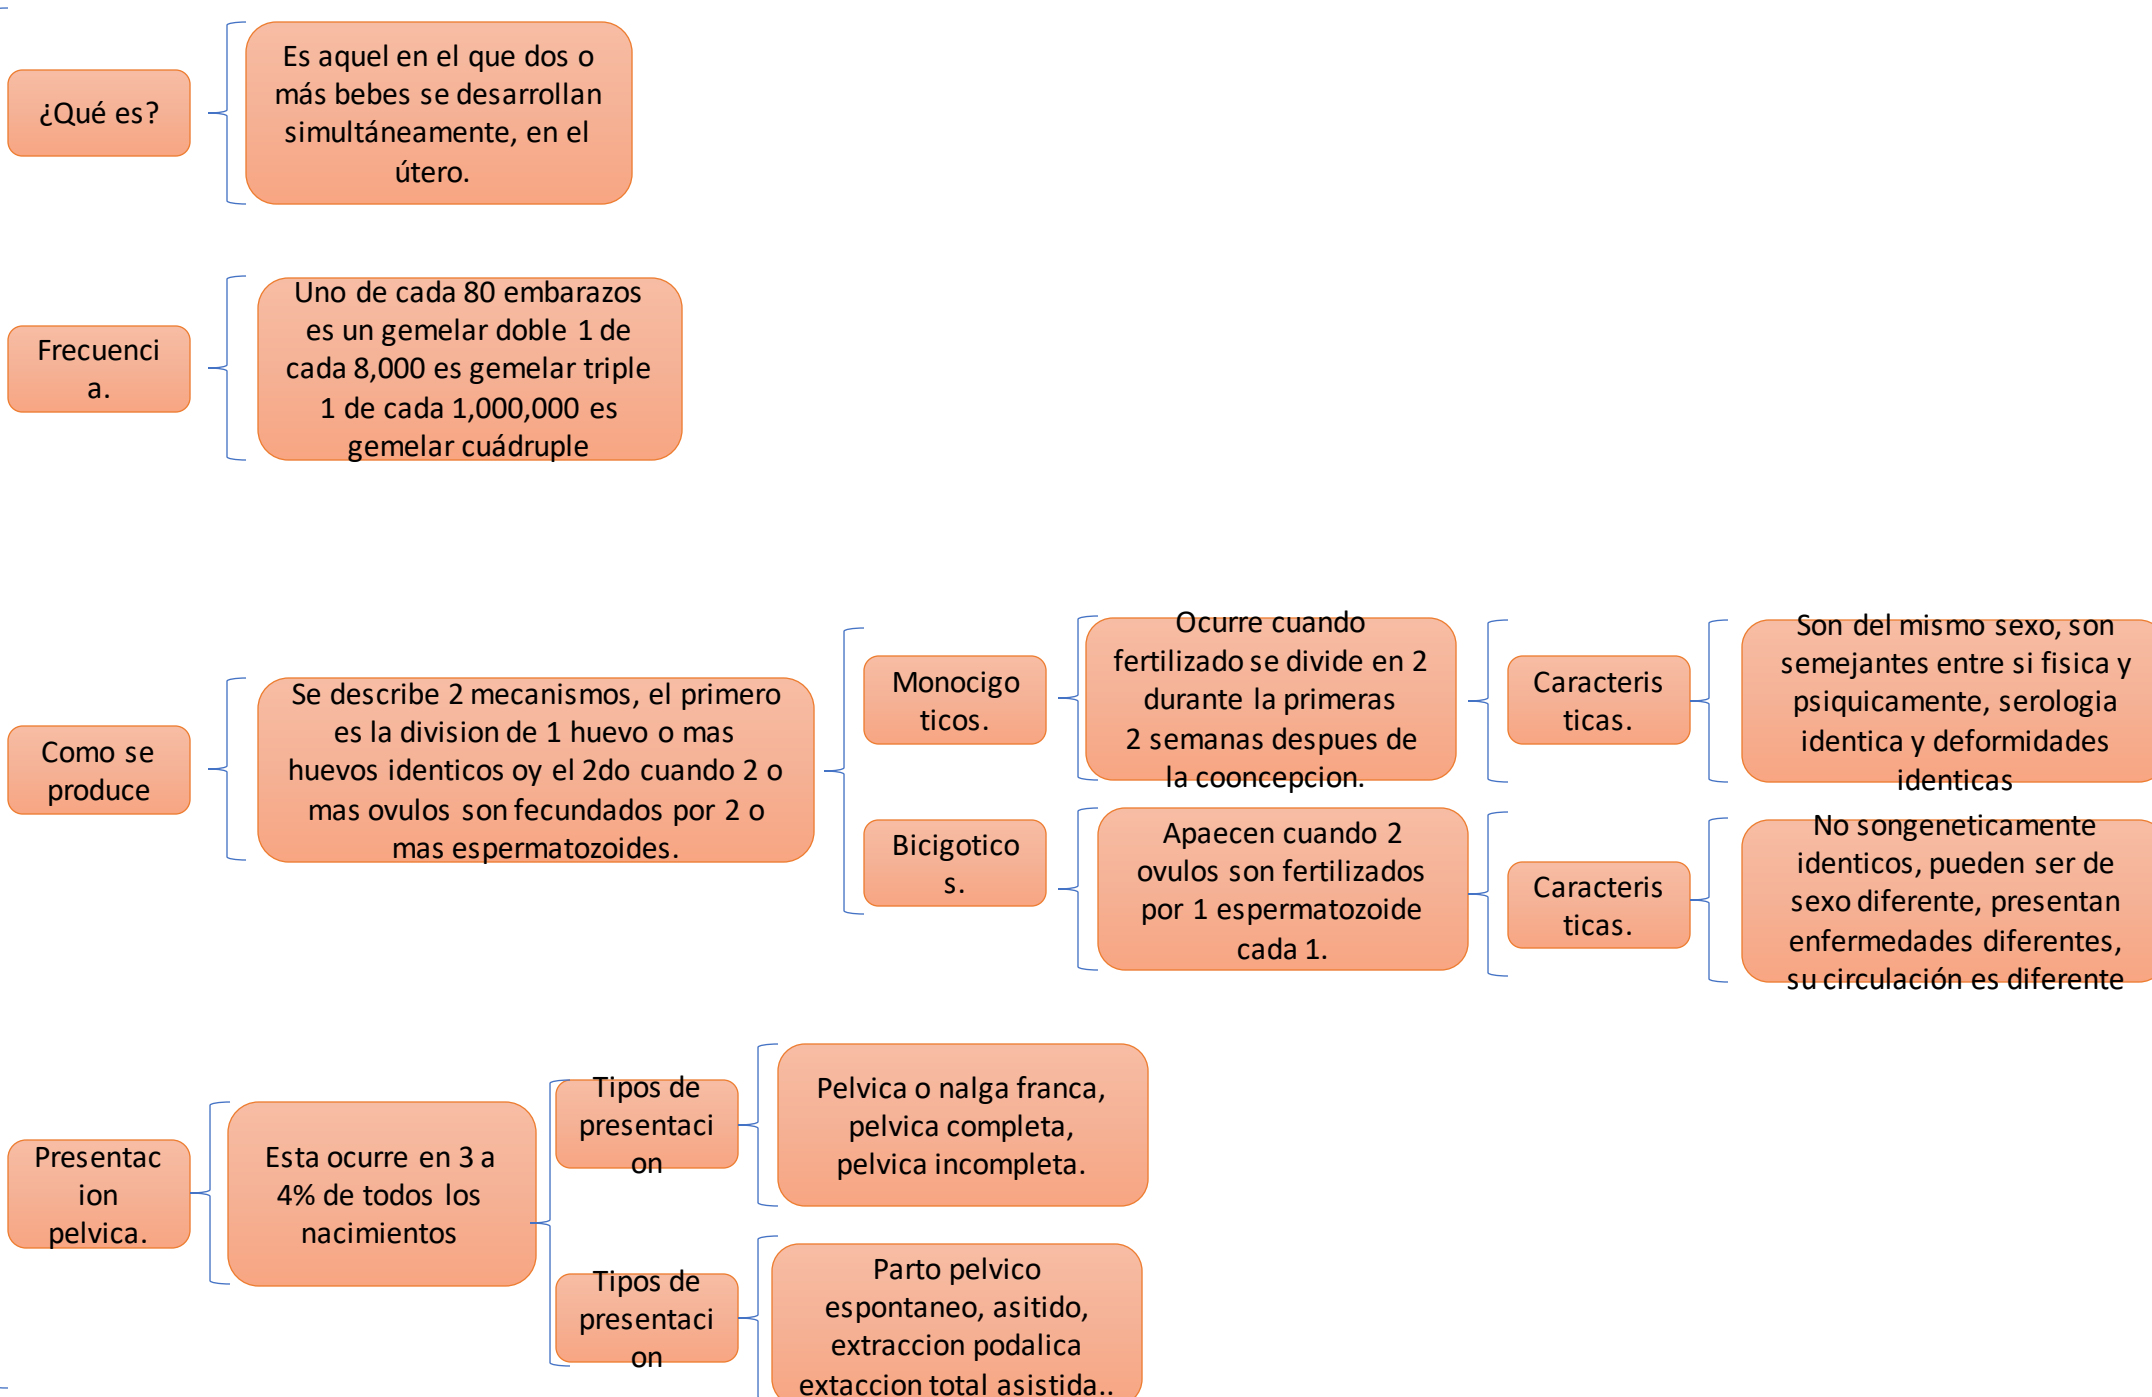 ¿Qué es?
Es aquel en el que dos o
más bebes se desarrollan
simultáneamente, en el
útero.
Frecuenci
a.
Uno de cada 80 embarazos
es un gemelar doble 1 de
cada 8,000 es gemelar triple
1 de cada 1,000,000 es
gemelar cuádruple
Como se
produce
Se describe 2 mecanismos, el primero
es la division de 1 huevo o mas
huevos identicos oy el 2do cuando 2 o
mas ovulos son fecundados por 2 o
mas espermatozoides.
Monocigo
ticos.
Ocurre cuando
fertilizado se divide en 2
durante la primeras
2 semanas despues de
la cooncepcion.
Caracteris
ticas.
Son del mismo sexo, son
semejantes entre si fisica y
psiquicamente, serologia
identica y deformidades
identicas
Bicigotico
s.
Apaecen cuando 2
ovulos son fertilizados
por 1 espermatozoide
cada 1.
Caracteris
ticas.
No songeneticamente
identicos, pueden ser de
sexo diferente, presentan
enfermedades diferentes,
su circulación es diferente
Presentac
ion
pelvica.
Esta ocurre en 3 a
4% de todos los
nacimientos
Tipos de
presentaci
on
Pelvica o nalga franca,
pelvica completa,
pelvica incompleta.
Tipos de
presentaci
on
Parto pelvico
espontaneo, asitido,
extraccion podalica
extaccion total asistida..